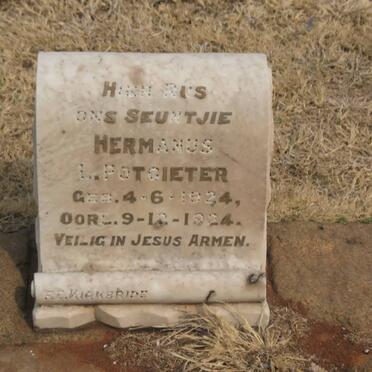 HIER RUS
ONS SEUNTJIE
HERMANUS
L. POTGIETER
GEB. 4-6-1924,
OORL. 9-12-1924.
VEILIG IN JESUS ARMEN.